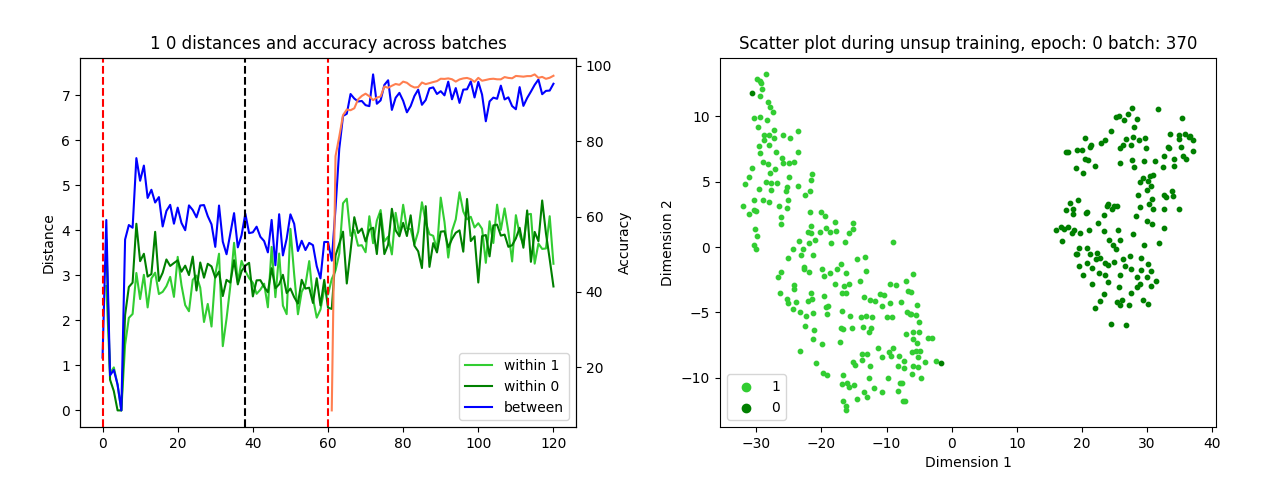 1 0 distances and accuracy across batches
Distance
7
6
5
4
3
2
1
0
0 20 40 60 80 100 120
100
80
60
40
20
Accuracy
within 1
within 0
between
Scatter plot during unsup training, epoch: 0 batch: 370
Dimension 2
10
5
0
−5
−10
−30 −20 −10 0 10 20 30 40
Dimension 1
1
0